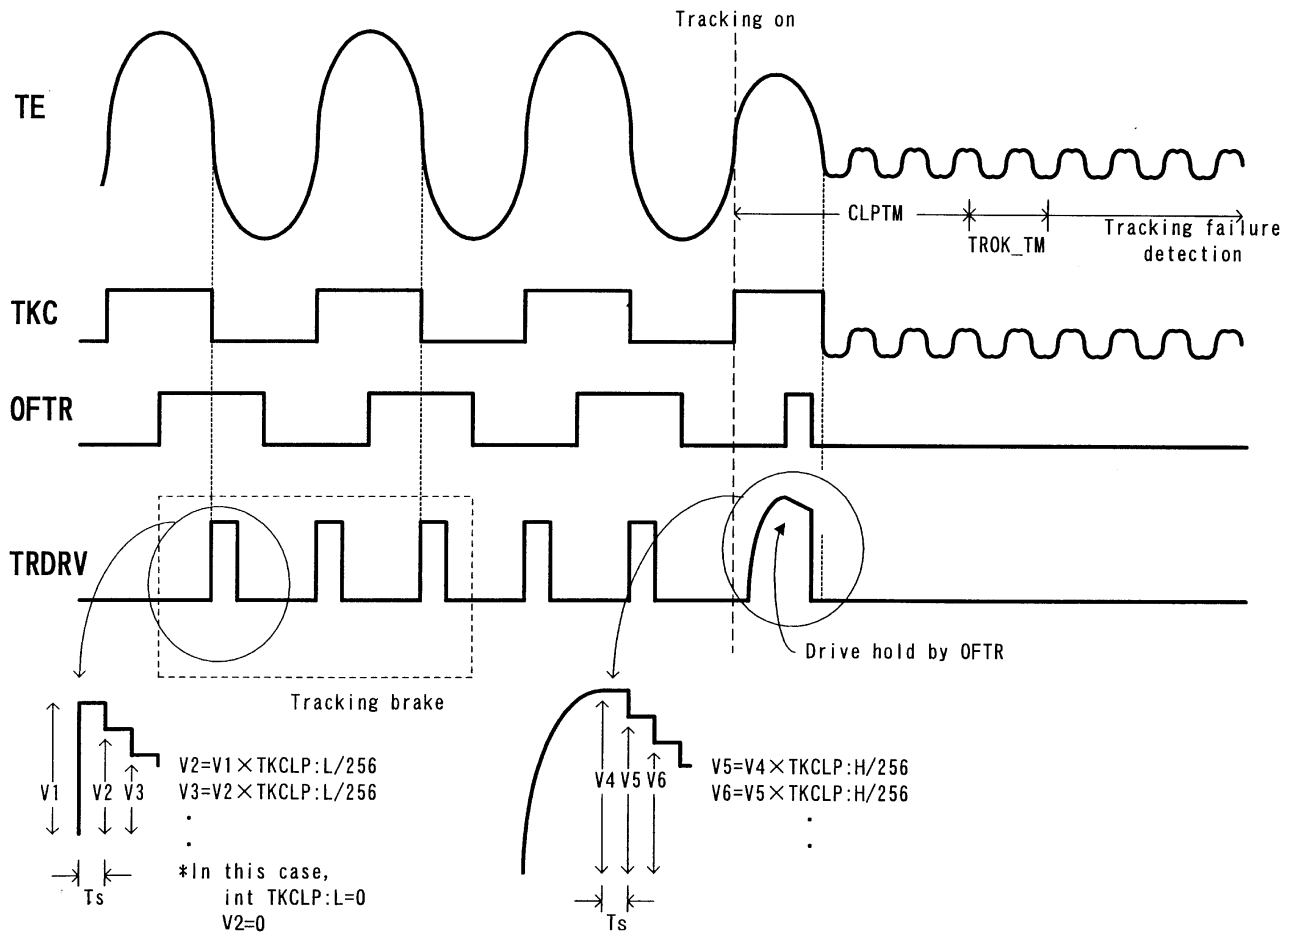 Tracking on
TE
CLPTM
TROK_TM
Tracking failure
detection
TKC
OFTR
TRDRV
Drive hold by OFTR
Tracking brake
V1
V2
V3
V2=V1×TKCLP:L/256
V3=V2×TKCLP:L/256
.
.
*In this case,
int TKCLP:L=0
V2=0
Ts
V4
V5
V6
V5=V4×TKCLP:H/256
V6=V5×TKCLP:H/256
.
.
Ts